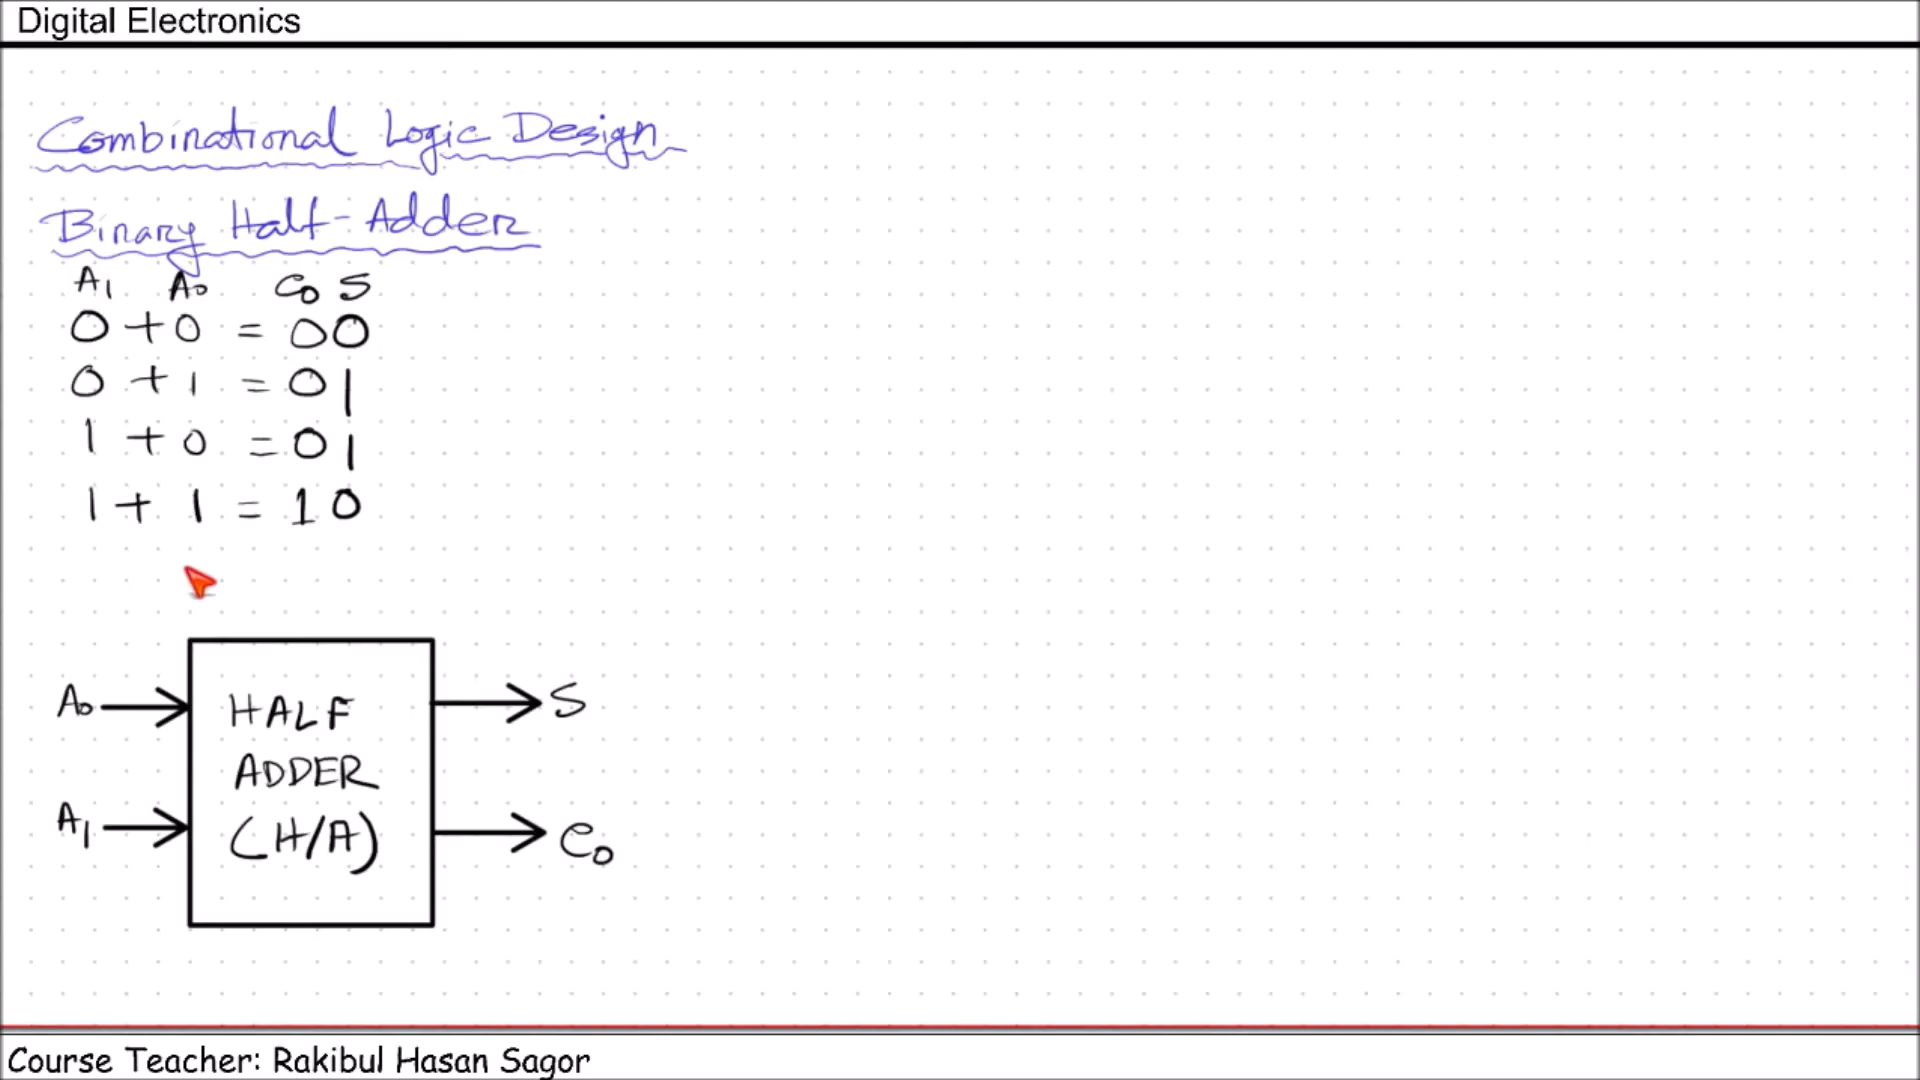 Digital Electronics
Combinational Logic Design
Binary Half-Adder
A1 A0 C0 S
0 + 0 = 00
0 + 1 = 01
1 + 0 = 01
1 + 1 = 10
A0 HALF S
ADDER
A1 (H/A) C0
Course Teacher: Rakibul Hasan Sagor